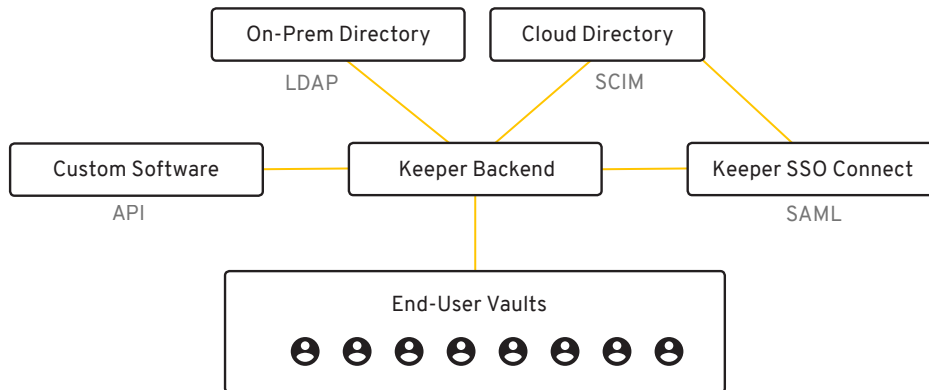 On-Prem Directory
Cloud Directory
LDAP
SCIM
Custom Software
Keeper Backend
Keeper SSO Connect
API
SAML
End-User Vaults